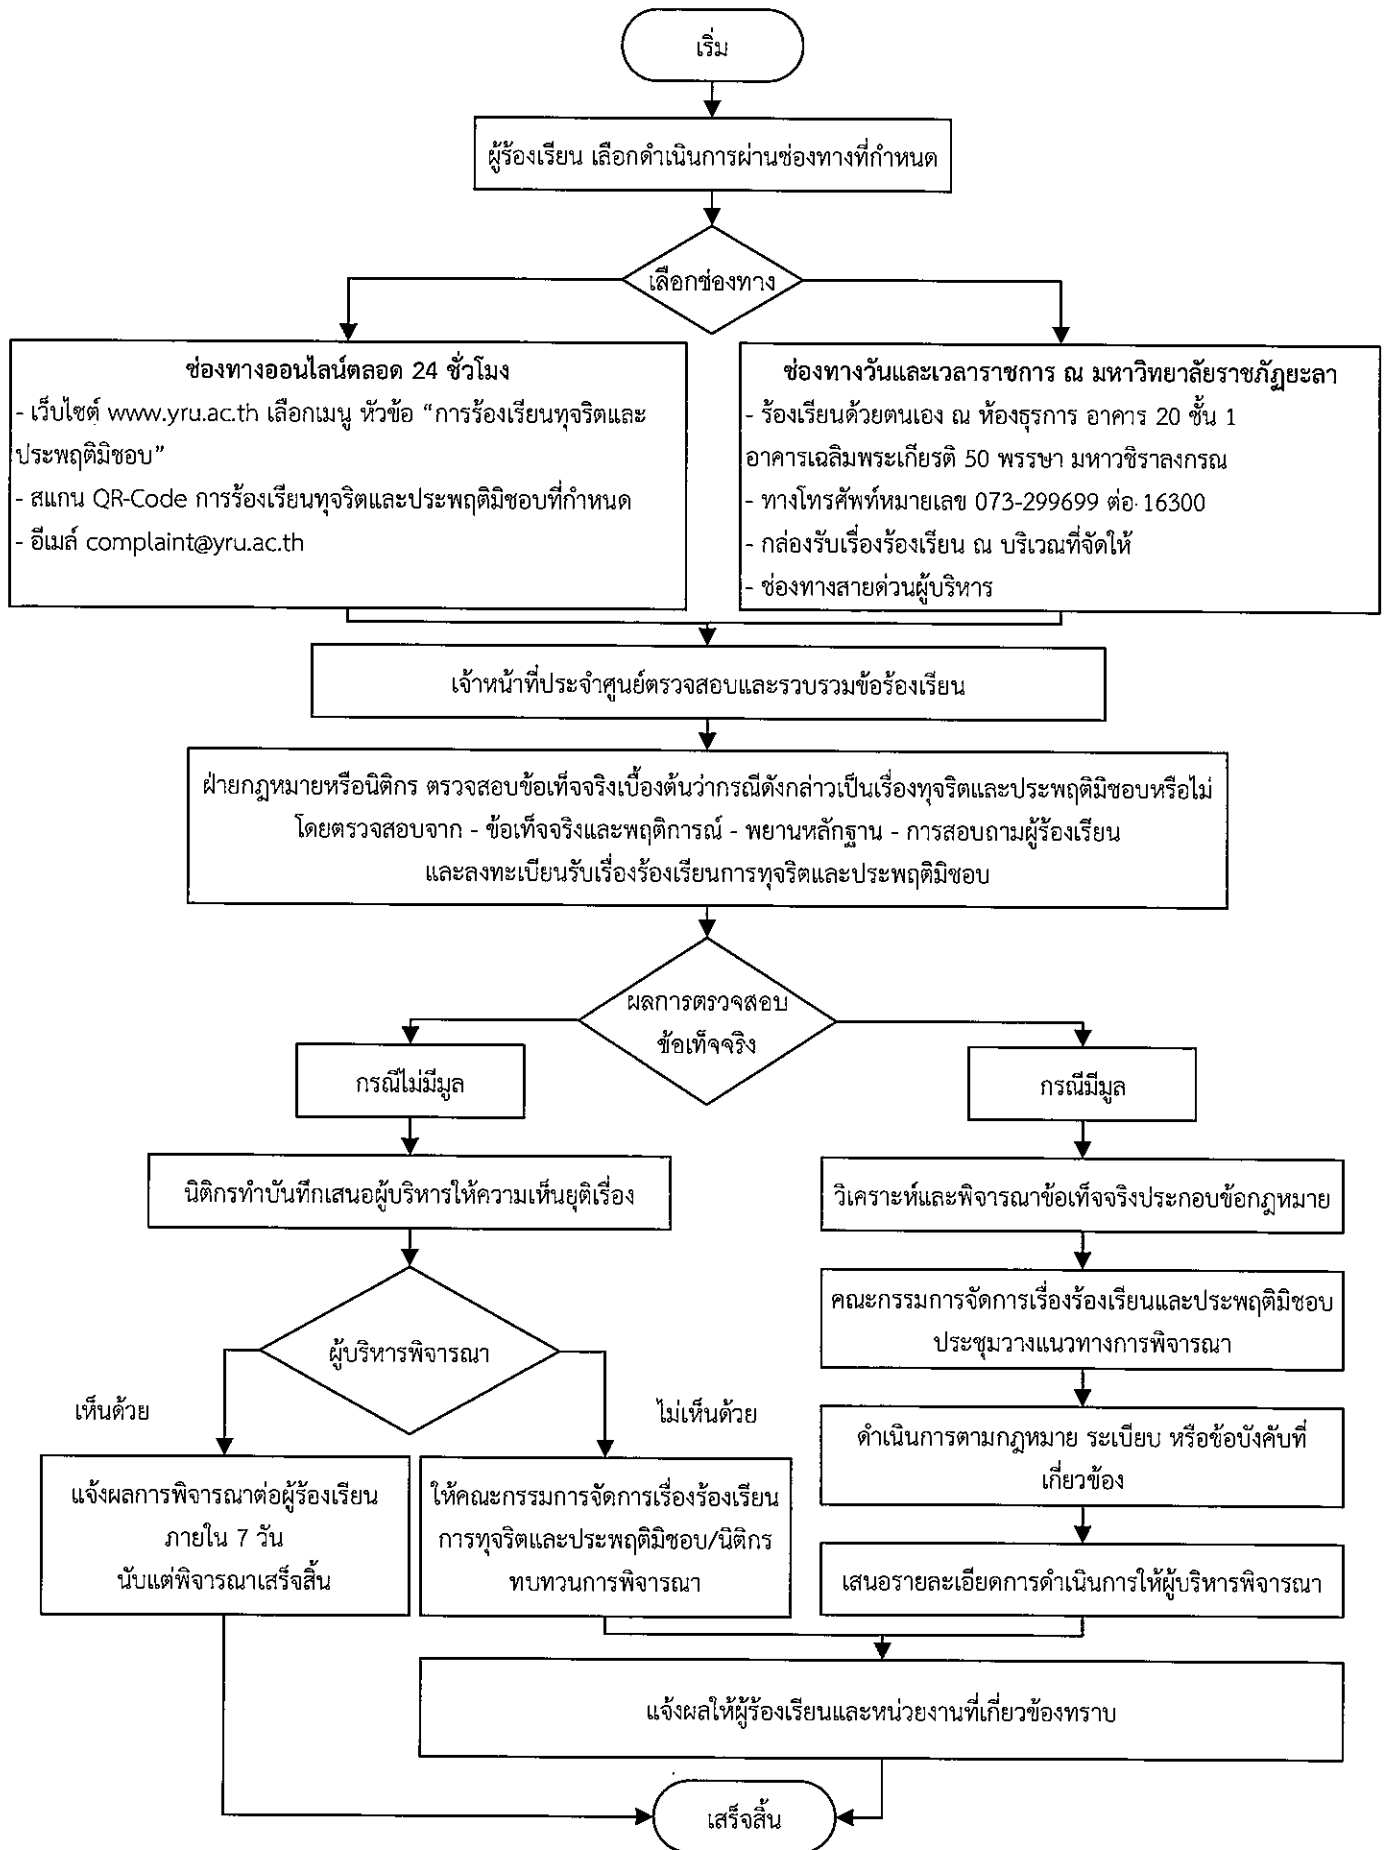 เริ่ม
ผู้ร้องเรียน เลือกดำเนินการผ่านช่องทางที่กำหนด
เลือกช่องทาง
ช่องทางออนไลน์ตลอด 24 ชั่วโมง
- เว็บไซต์ www.yru.ac.th เลือกเมนู หัวข้อ “การร้องเรียนทุจริตและ
ประพฤติมิชอบ”
- สแกน QR-Code การร้องเรียนทุจริตและประพฤติมิชอบที่กำหนด
- อีเมล์ complaint@yru.ac.th
ช่องทางวันและเวลาราชการ ณ มหาวิทยาลัยราชภัฏยะลา
- ร้องเรียนด้วยตนเอง ณ ห้องธุรการ อาคาร 20 ชั้น 1
อาคารเฉลิมพระเกียรติ 50 พรรษา มหาวชิราลงกรณ
- ทางโทรศัพท์หมายเลข 073-299699 ต่อ 16300
- กล่องรับเรื่องร้องเรียน ณ บริเวณที่จัดให้
- ช่องทางสายด่วนผู้บริหาร
เจ้าหน้าที่ประจำศูนย์ตรวจสอบและรวบรวมข้อร้องเรียน
ฝ่ายกฎหมายหรือนิติกร ตรวจสอบข้อเท็จจริงเบื้องต้นว่ากรณีดังกล่าวเป็นเรื่องทุจริตและประพฤติมิชอบหรือไม่
โดยตรวจสอบจาก - ข้อเท็จจริงและพฤติการณ์ - พยานหลักฐาน - การสอบถามผู้ร้องเรียน
และลงทะเบียนรับเรื่องร้องเรียนการทุจริตและประพฤติมิชอบ
ผลการตรวจสอบ
ข้อเท็จจริง
กรณีไม่มีมูล
กรณีมีมูล
นิติกรทำบันทึกเสนอผู้บริหารให้ความเห็นยุติเรื่อง
วิเคราะห์และพิจารณาข้อเท็จจริงประกอบข้อกฎหมาย
คณะกรรมการจัดการเรื่องร้องเรียนและประพฤติมิชอบ
ประชุมวางแนวทางการพิจารณา
ผู้บริหารพิจารณา
เห็นด้วย
ไม่เห็นด้วย
ดำเนินการตามกฎหมาย ระเบียบ หรือข้อบังคับที่
เกี่ยวข้อง
แจ้งผลการพิจารณาต่อผู้ร้องเรียน
ภายใน 7 วัน
นับแต่พิจารณาเสร็จสิ้น
ให้คณะกรรมการจัดการเรื่องร้องเรียน
การทุจริตและประพฤติมิชอบ/นิติกร
ทบทวนการพิจารณา
เสนอรายละเอียดการดำเนินการให้ผู้บริหารพิจารณา
แจ้งผลให้ผู้ร้องเรียนและหน่วยงานที่เกี่ยวข้องทราบ
เสร็จสิ้น